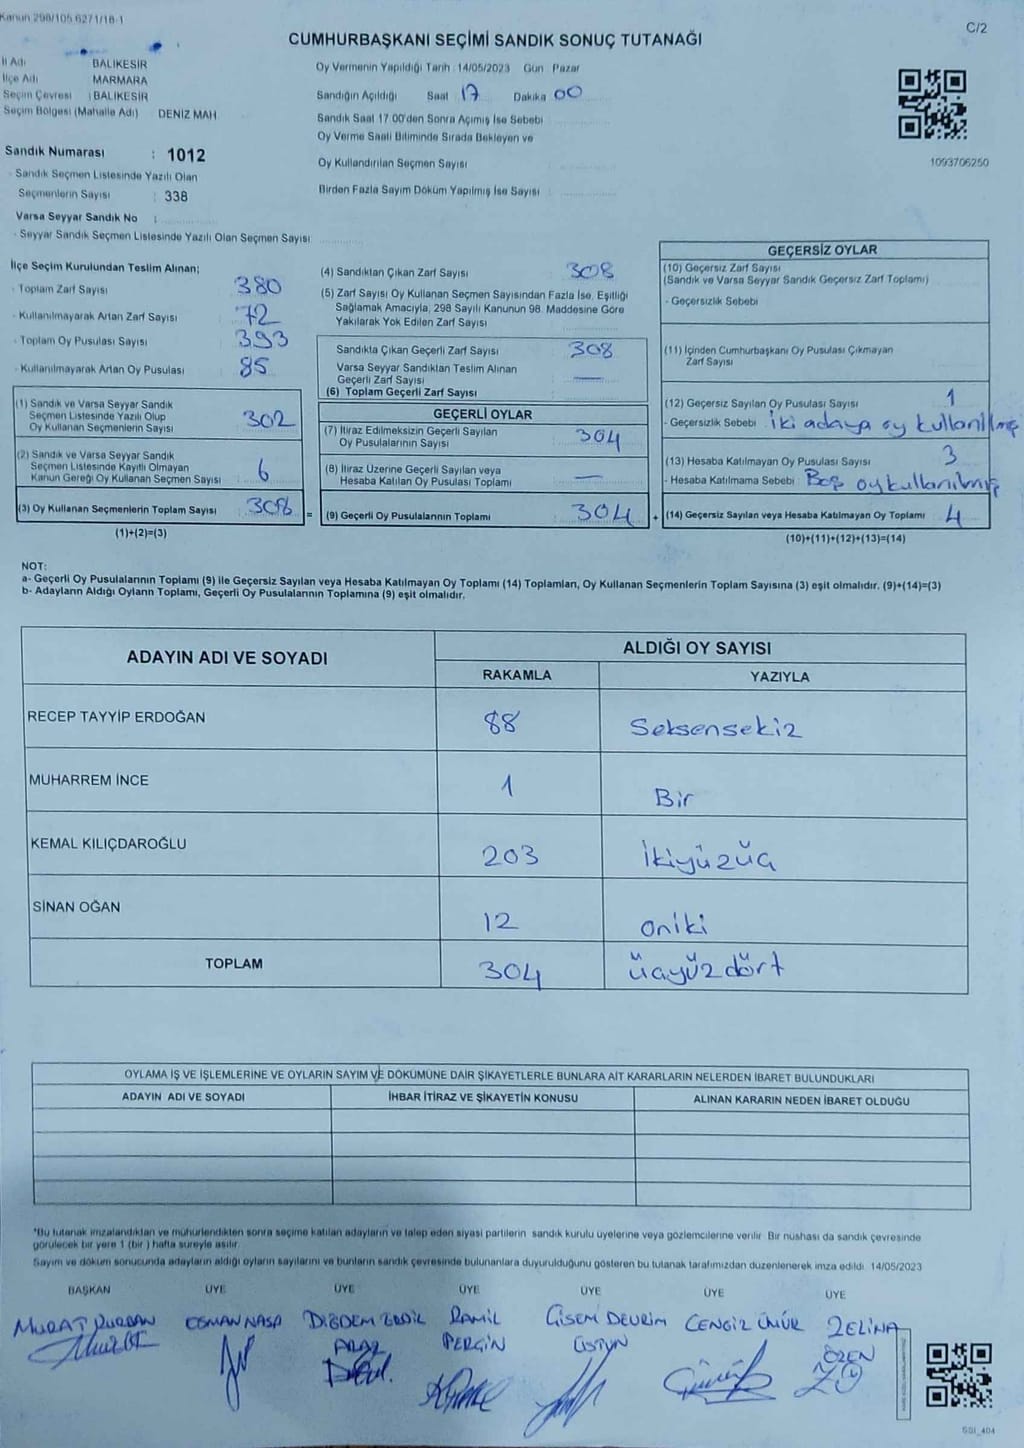 Kanun 298/105 6271/18-1
C/2
CUMHURBAŞKANI SEÇİMİ SANDIK SONUÇ TUTANAĞI
İl Adı : BALIKESİR
İlçe Adı : MARMARA
Seçim Çevresi : BALIKESİR
Seçim Bölgesi (Mahalle Adı) DENİZ MAH
Oy Vermenin Yapıldığı Tarih :14/05/2023 Gün Pazar
Sandığın Açıldığı Saat 17 Dakika 00
Sandık Saat 17.00'den Sonra Açımış İse Sebebi :
Oy Verme Saati Bitiminde Sırada Bekleyen ve
Oy Kullandırılan Seçmen Sayısı :
Birden Fazla Sayım Döküm Yapılmış İse Sayısı :
1093706250
Sandık Numarası : 1012
- Sandık Seçmen Listesinde Yazılı Olan
Seçmenlerin Sayısı : 338
Varsa Seyyar Sandık No :
- Seyyar Sandık Seçmen Listesinde Yazılı Olan Seçmen Sayısı
İlçe Seçim Kurulundan Teslim Alınan;
- Toplam Zarf Sayısı : 380
- Kullanılmayarak Artan Zarf Sayısı : 72
- Toplam Oy Pusulası Sayısı : 393
- Kullanılmayarak Artan Oy Pusulası : 85
(1) Sandık ve Varsa Seyyar Sandık
Seçmen Listesinde Yazılı Olup
Oy Kullanan Seçmenlerin Sayısı : 302
(2) Sandık ve Varsa Seyyar Sandık
Seçmen Listesinde Kayıtlı Olmayan
Kanun Gereği Oy Kullanan Seçmen Sayısı : 6
(3) Oy Kullanan Seçmenlerin Toplam Sayısı : 308 =
(1)+(2)=(3)
(4) Sandıktan Çıkan Zarf Sayısı : 308
(5) Zarf Sayısı Oy Kullanan Seçmen Sayısından Fazla İse, Eşitliği
Sağlamak Amacıyla, 298 Sayılı Kanunun 98. Maddesine Göre
Yakılarak Yok Edilen Zarf Sayısı :
Sandıkta Çıkan Geçerli Zarf Sayısı : 308
Varsa Seyyar Sandıktan Teslim Alınan
Geçerli Zarf Sayısı : —
(6) Toplam Geçerli Zarf Sayısı :
GEÇERLİ OYLAR
(7) İtiraz Edilmeksizin Geçerli Sayılan
Oy Pusulalarının Sayısı : 304
(8) İtiraz Üzerine Geçerli Sayılan veya
Hesaba Katılan Oy Pusulası Toplamı : —
(9) Geçerli Oy Pusulalarının Toplamı : 304 +
GEÇERSİZ OYLAR
(10) Geçersiz Zarf Sayısı
(Sandık ve Varsa Seyyar Sandık Geçersiz Zarf Toplamı)
- Geçersizlik Sebebi
(11) İçinden Cumhurbaşkanı Oy Pusulası Çıkmayan
Zarf Sayısı
(12) Geçersiz Sayılan Oy Pusulası Sayısı 1
- Geçersizlik Sebebi : iki adaya oy kullanılmış
(13) Hesaba Katılmayan Oy Pusulası Sayısı 3
- Hesaba Katılmama Sebebi : Boş oy kullanılmış
(14) Geçersiz Sayılan veya Hesaba Katılmayan Oy Toplamı 4
(10)+(11)+(12)+(13)=(14)
NOT:
a- Geçerli Oy Pusulalarının Toplamı (9) ile Geçersiz Sayılan veya Hesaba Katılmayan Oy Toplamı (14) Toplamları, Oy Kullanan Seçmenlerin Toplam Sayısına (3) eşit olmalıdır. (9)+(14)=(3)
b- Adayların Aldığı Oyların Toplamı, Geçerli Oy Pusulalarının Toplamına (9) eşit olmalıdır.
ADAYIN ADI VE SOYADI
ALDIĞI OY SAYISI
RAKAMLA YAZIYLA
RECEP TAYYİP ERDOĞAN 88 Seksensekiz
MUHARREM İNCE 1 Bir
KEMAL KILIÇDAROĞLU 203 ikiyüzüç
SİNAN OĞAN 12 oniki
TOPLAM 304 üçyüzdört
OYLAMA İŞ VE İŞLEMLERİNE VE OYLARIN SAYIM VE DÖKÜMÜNE DAİR ŞİKAYETLERLE BUNLARA AİT KARARLARIN NELERDEN İBARET BULUNDUKLARI
ADAYIN ADI VE SOYADI İHBAR İTİRAZ VE ŞİKAYETİN KONUSU ALINAN KARARIN NEDEN İBARET OLDUĞU
*Bu tutanak imzalandıktan ve mühürlendikten sonra seçime katılan adayların ve talep eden siyasi partilerin sandık kurulu üyelerine veya gözlemcilerine verilir. Bir nüshası da sandık çevresinde
görülecek bir yere 1 (bir ) hafta süreyle asılır.
Sayım ve döküm sonucunda adayların aldığı oyların sayılarını ve bunların sandık çevresinde bulunanlara duyurulduğunu gösteren bu tutanak tarafımızdan düzenlenerek imza edildi. 14/05/2023
BAŞKAN ÜYE ÜYE ÜYE ÜYE ÜYE ÜYE
MURAT KURBAN OSMAN NASA DİĞDEM ERDİL RAMİL GİSEM DEVRİM CENGİZ ÜNÜR ZELİNA
ARAZ PERGİN ÜSTÜN ÖZEN
SSI_404